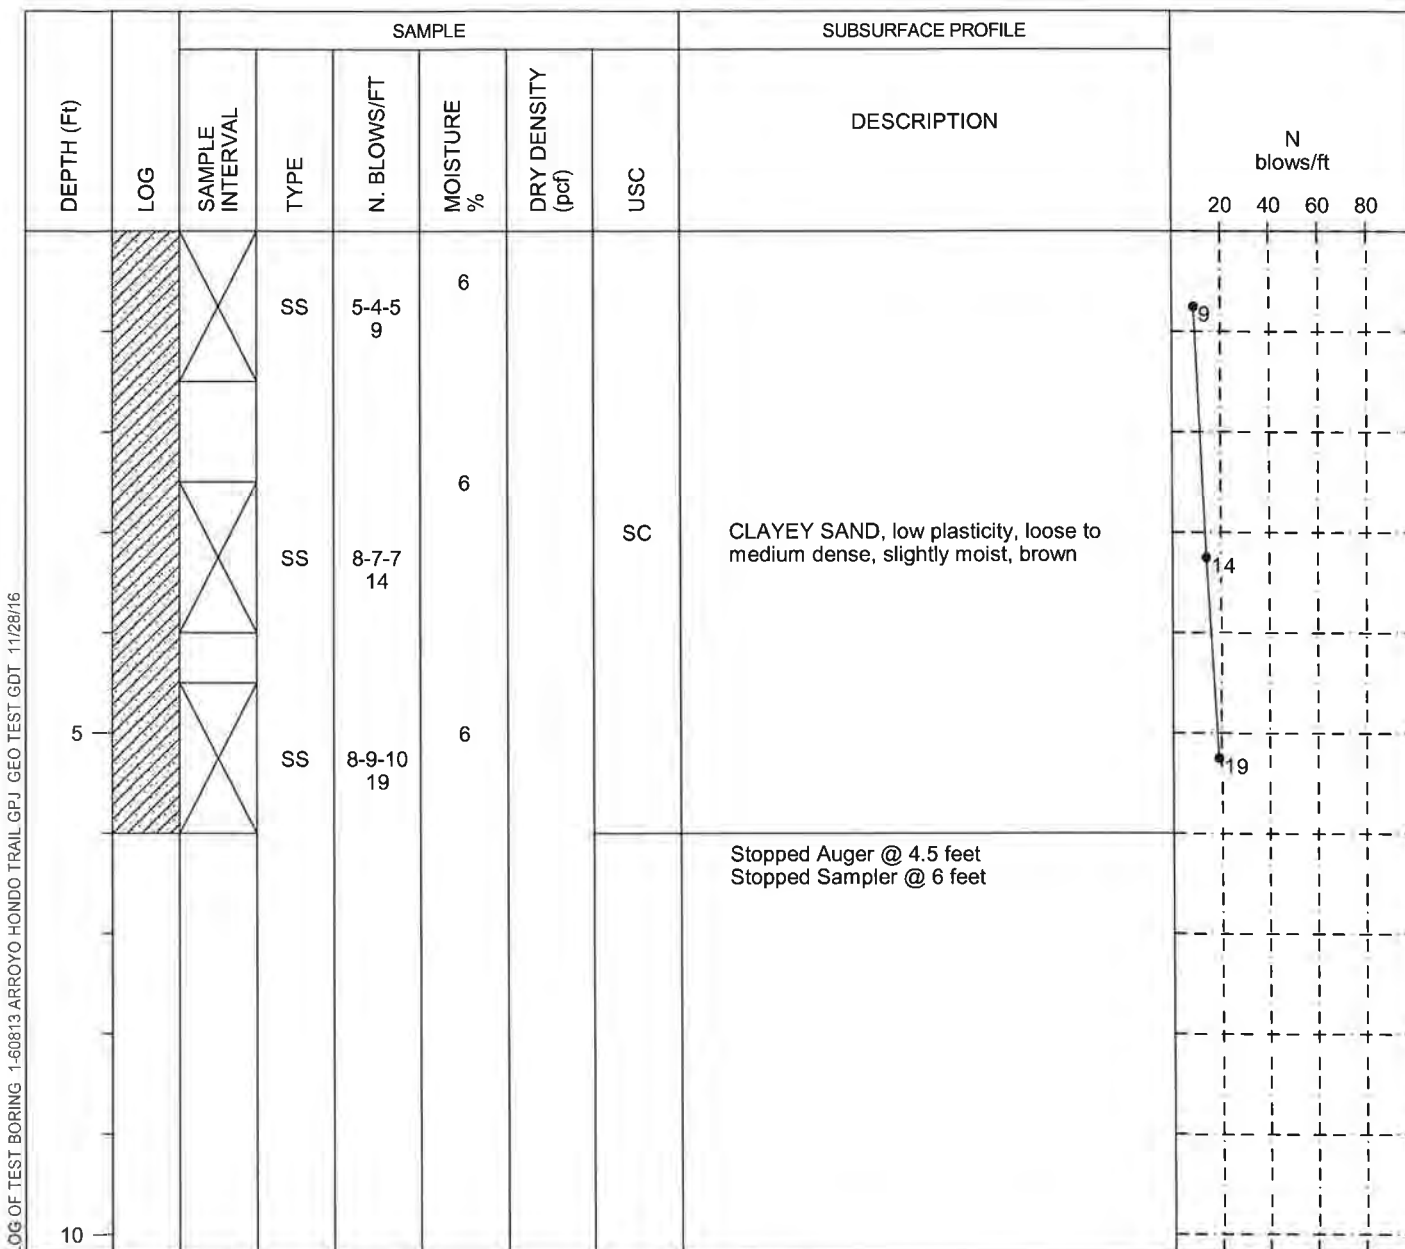 SAMPLE
SUBSURFACE PROFILE
DEPTH (Ft)
LOG
SAMPLE
INTERVAL
TYPE
N. BLOWS/FT
MOISTURE
%
DRY DENSITY
(pcf)
USC
DESCRIPTION
N
blows/ft
20 40 60 80
6
SS
5-4-5
9
9
6
SS
8-7-7
14
SC
CLAYEY SAND, low plasticity, loose to
medium dense, slightly moist, brown
14
5
6
SS
8-9-10
19
19
Stopped Auger @ 4.5 feet
Stopped Sampler @ 6 feet
10
OG OF TEST BORING 1-60813 ARROYO HONDO TRAIL GPJ GEO TEST GDT 11/28/16